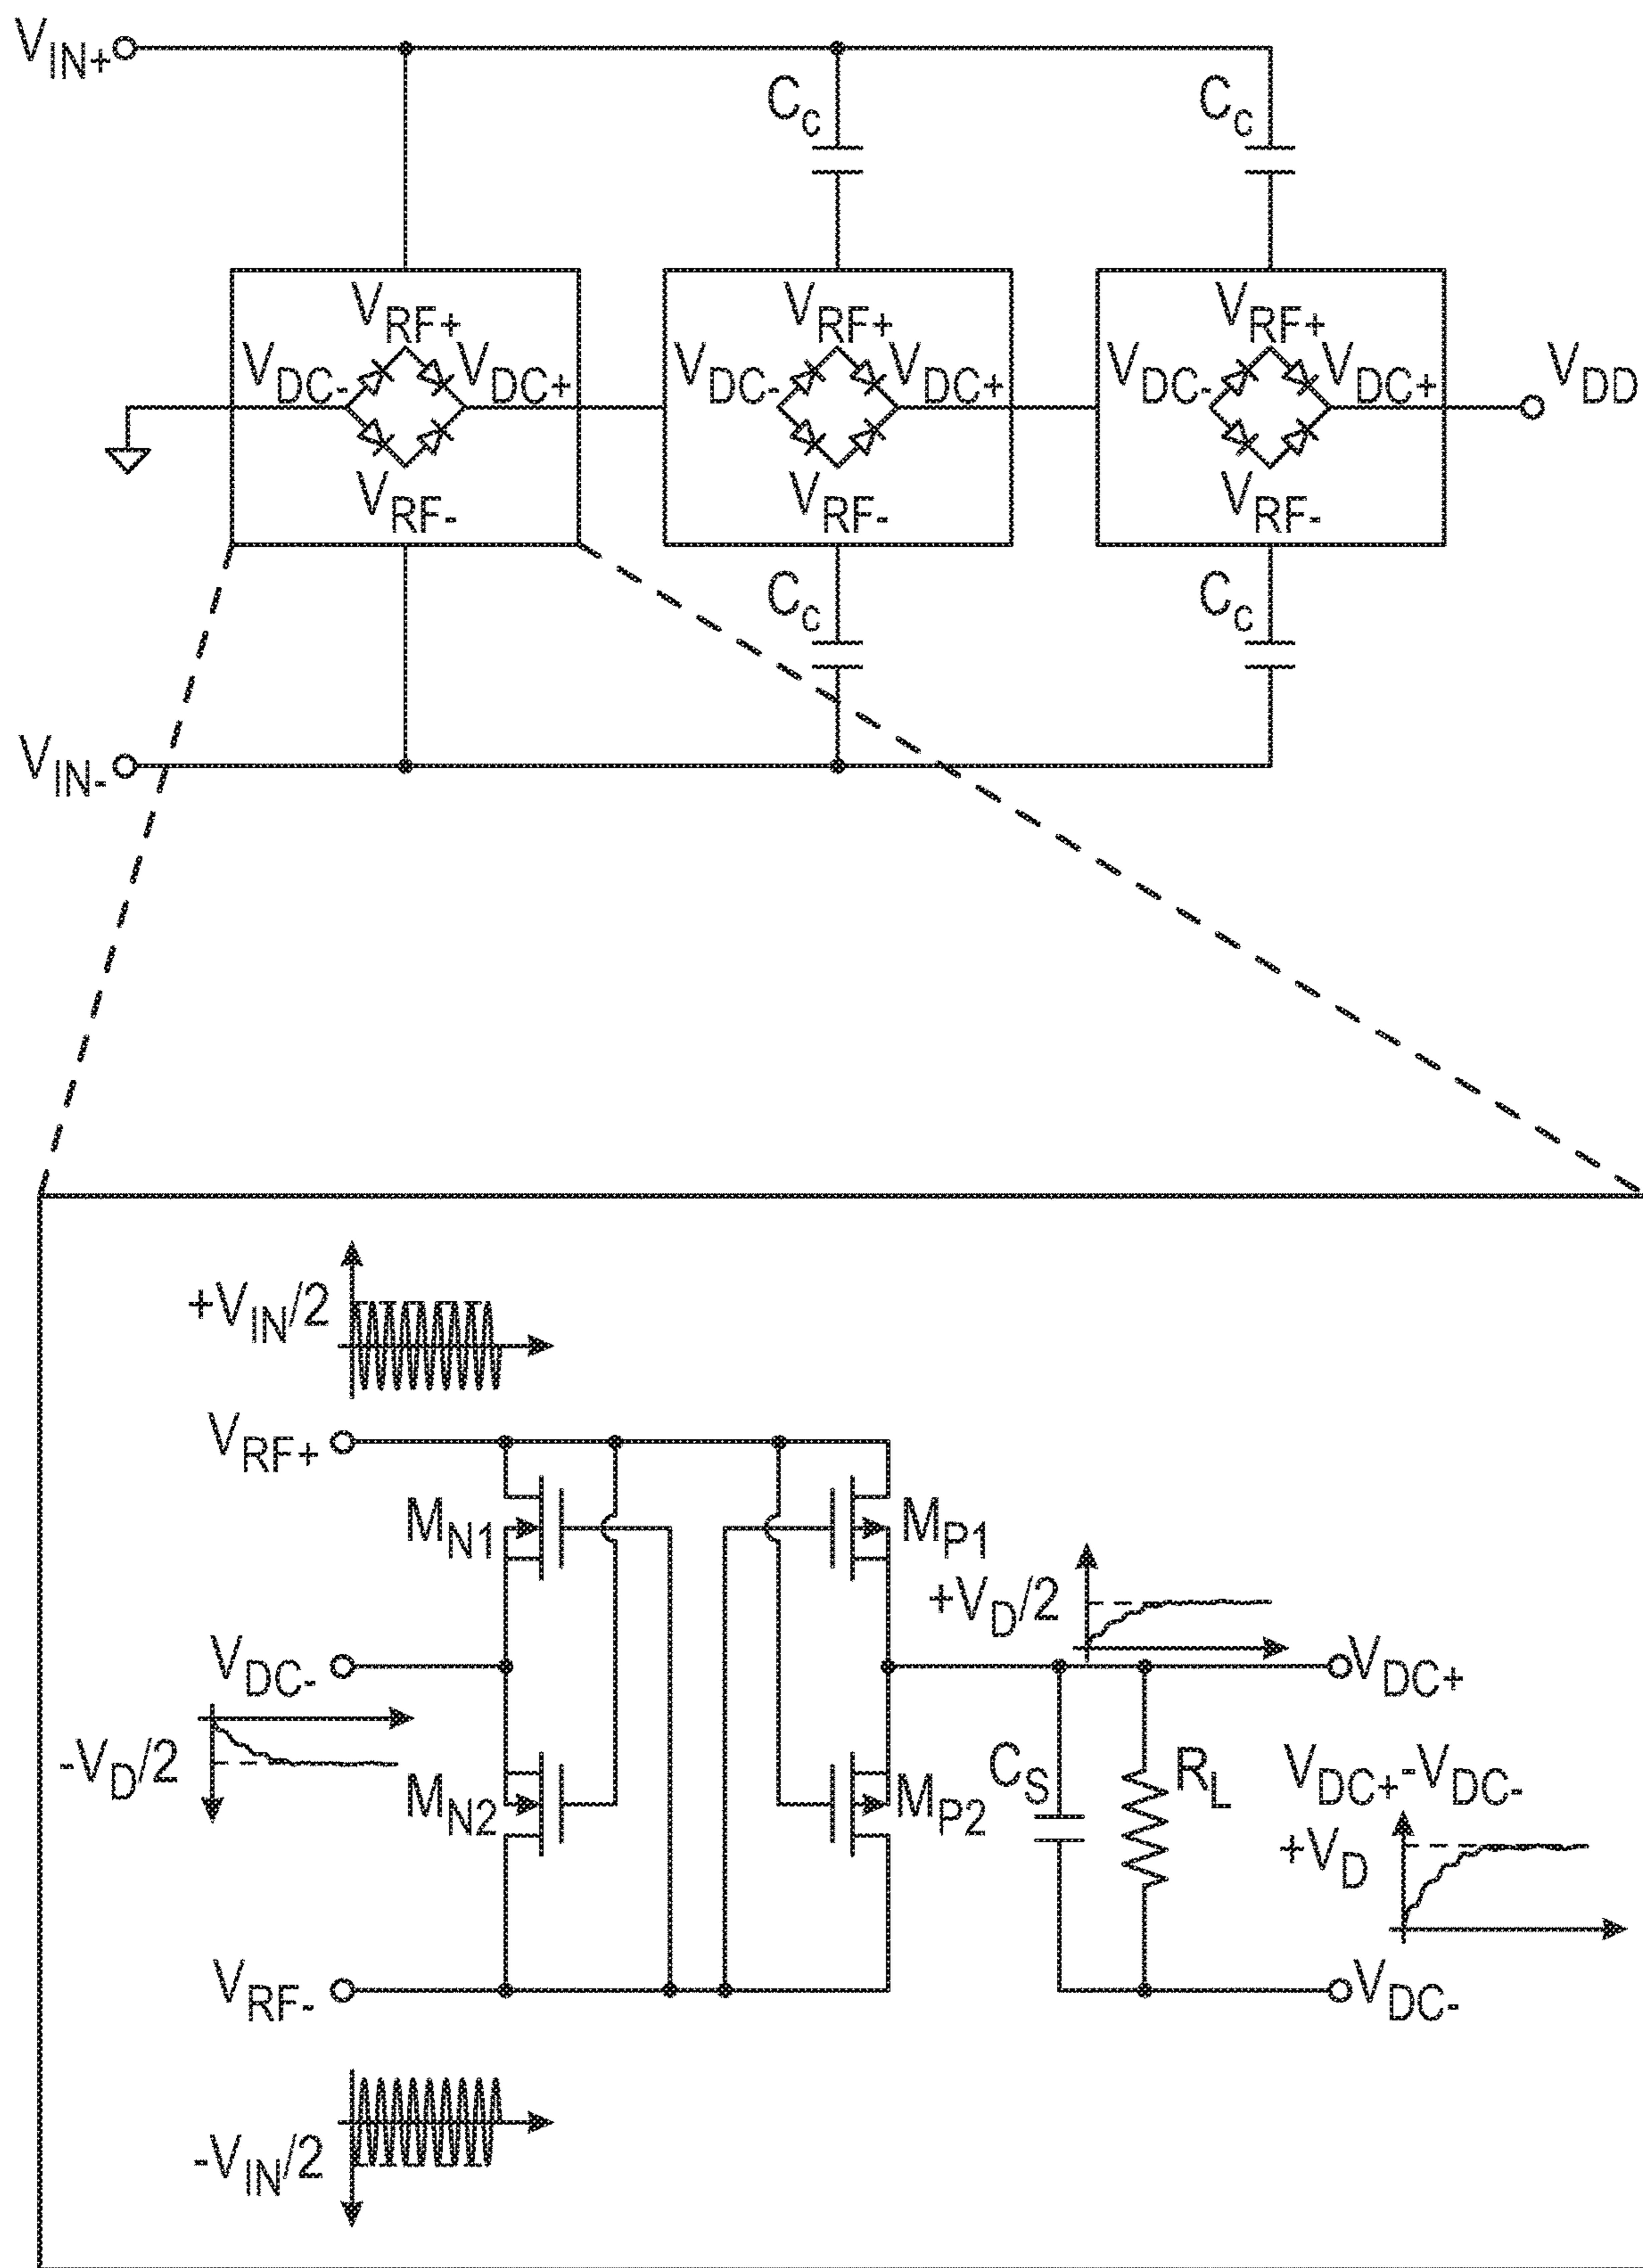 VIN+
Cc
Cc
VRF+
VRF+
VRF+
VDC-
VDC+
VDC-
VDC+
VDC-
VDC+
VDD
VRF-
VRF-
VRF-
Cc
Cc
VIN-
+VIN/2
VRF+
MN1
MP1
+VD/2
VDC-
VDC+
-VD/2
MN2
MP2
CS
RL
VDC+-VDC-
+VD
VRF-
VDC-
-VIN/2